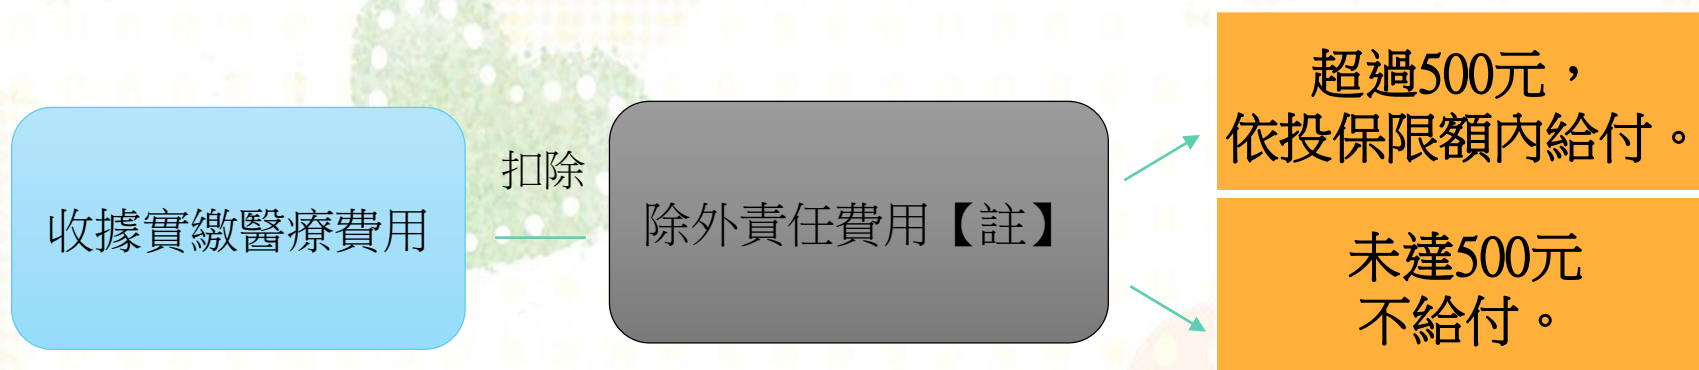 收據實繳醫療費用
扣除
除外責任費用【註】
超過500元，
依投保限額內給付。
未達500元
不給付。